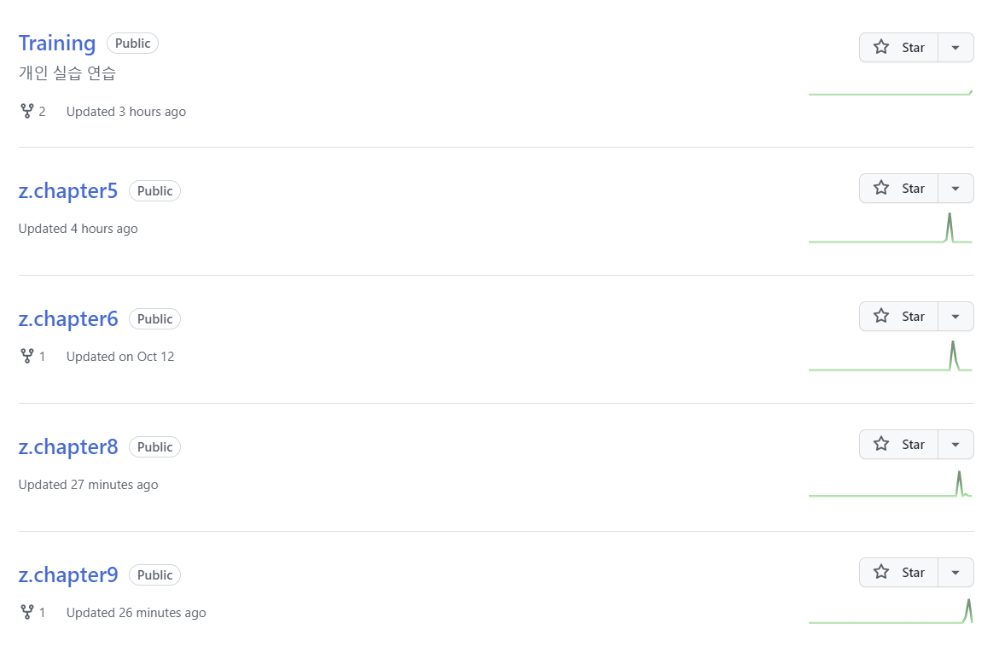 Training Public Star
개인 실습 연습
2 Updated 3 hours ago
z.chapter5 Public Star
Updated 4 hours ago
z.chapter6 Public Star
1 Updated on Oct 12
z.chapter8 Public Star
Updated 27 minutes ago
z.chapter9 Public Star
1 Updated 26 minutes ago